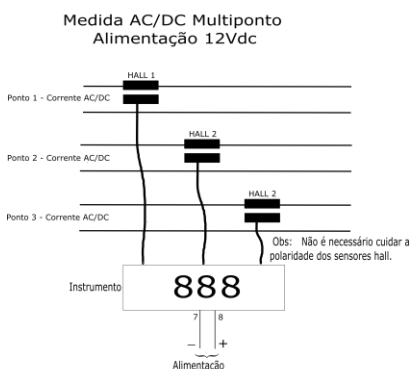 Medida AC/DC Multiponto
Alimentação 12Vdc
HALL 1
Ponto 1 - Corrente AC/DC
HALL 2
Ponto 2 - Corrente AC/DC
HALL 2
Ponto 3 - Corrente AC/DC
Obs: Não é necessário cuidar a
polaridade dos sensores hall.
Instrumento
888
7 8
- +
Alimentação